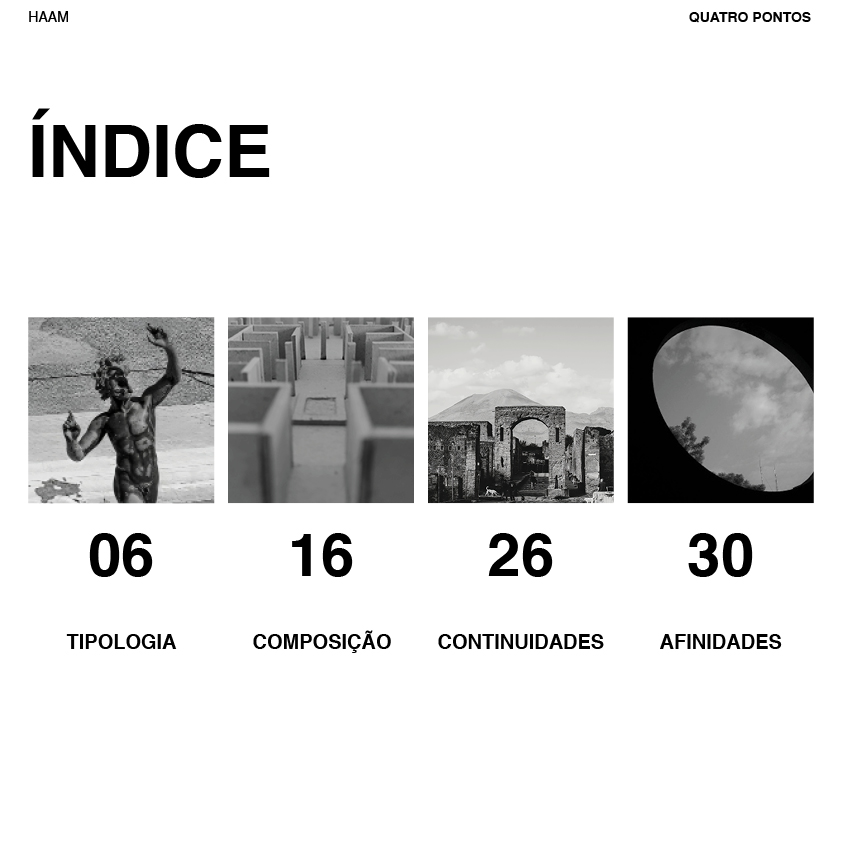 HAAM
QUATRO PONTOS
ÍNDICE
06
16
26
30
TIPOLOGIA
COMPOSIÇÃO
CONTINUIDADES
AFINIDADES